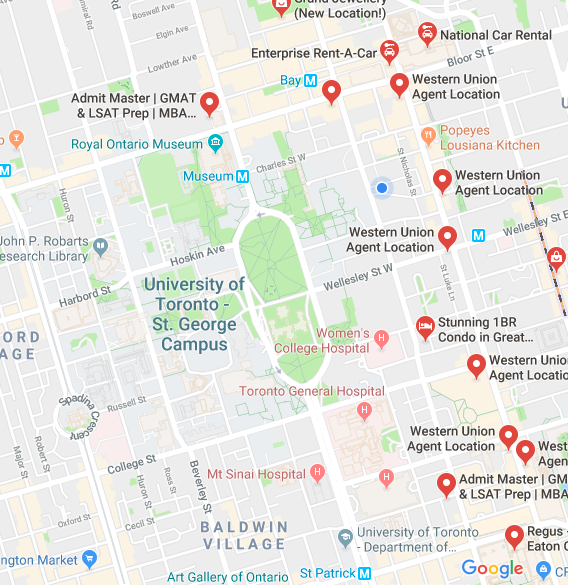 Grand Jewellery
(New Location!)
Admiral Rd
Boswell Ave
Elgin Ave
Lowther Ave
Enterprise Rent-A-Car
National Car Rental
Bloor St E
Bay M
Western Union
Agent Location
Admit Master | GMAT
& LSAT Prep | MBA...
Royal Ontario Museum
Popeyes
Lousiana Kitchen
Charles St W
St Nicholas St
M
Museum M
Western Union
Agent Location
Huron St
Western Union
Agent Location
M
Wellesley St E
John P. Robarts
Research Library
Hoskin Ave
Wellesley St W
Harbord St
University of
Toronto -
St. George
Campus
St Luke Ln
Stunning 1BR
Condo in Great...
Women's
College Hospital
H
ORD
VILLAGE
Western Unio
Agent Locatio
Toronto General Hospital
H
Spadina Crescent
Russell St
Robert St
Major St
Western Union
Agent Location
West
Agen
College St
Ross St
Huron St
Beverley St
Mt Sinai Hospital
H
H
Admit Master | GM
& LSAT Prep | MBA
Oxford St
Cecil St
BALDWIN
VILLAGE
University of Toronto
- Department of...
Regus -
Eaton C
ington Market
Art Gallery of Ontario
St Patrick M
Google